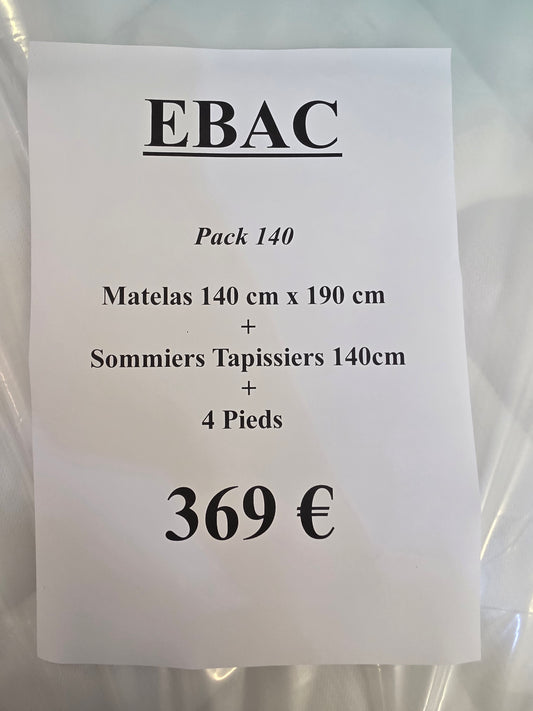 EBAC
Pack 140
Matelas 140 cm x 190 cm
+
Sommiers Tapissiers 140cm
+
4 Pieds
369 €